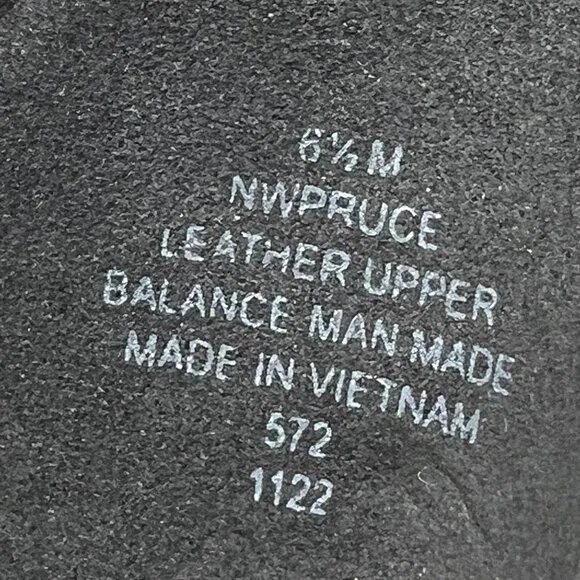 6½ M
NWPRUCE
LEATHER UPPER
BALANCE MAN MADE
MADE IN VIETNAM
572
1122